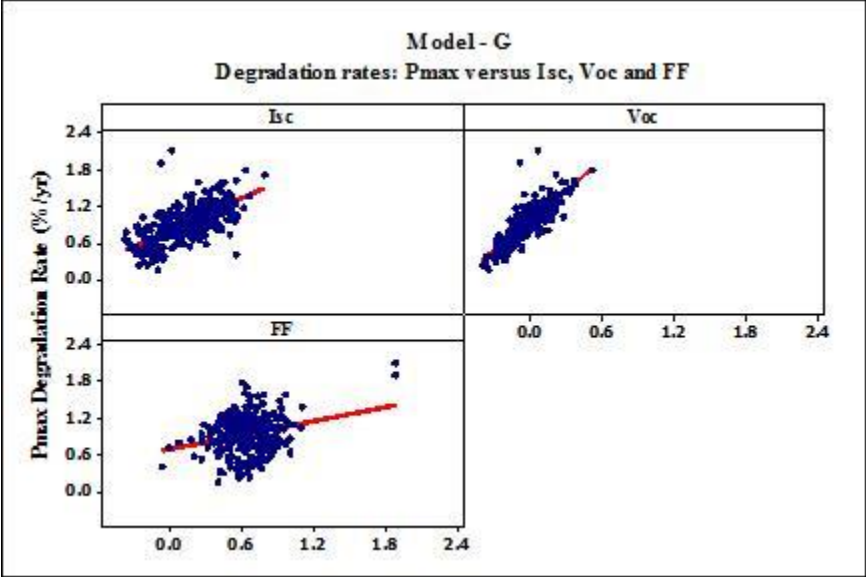 Model - G
Degradation rates: Pmax versus Isc, Voc and FF
Isc
Voc
2.4
1.8
1.2
0.6
0.0
FF
0.0 0.6 1.2 1.8 2.4
2.4
1.8
1.2
0.6
0.0
0.0 0.6 1.2 1.8 2.4
Pmax Degradation Rate (%/yr)